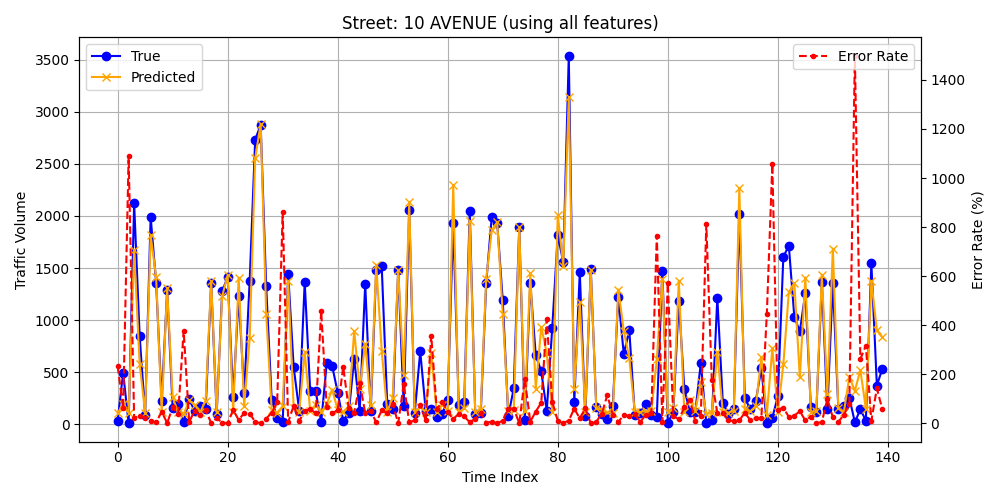 Street: 10 AVENUE (using all features)
True
Predicted
Error Rate
3500
3000
2500
2000
1500
1000
500
0
Traffic Volume
1400
1200
1000
800
600
400
200
0
Error Rate (%)
0 20 40 60 80 100 120 140
Time Index